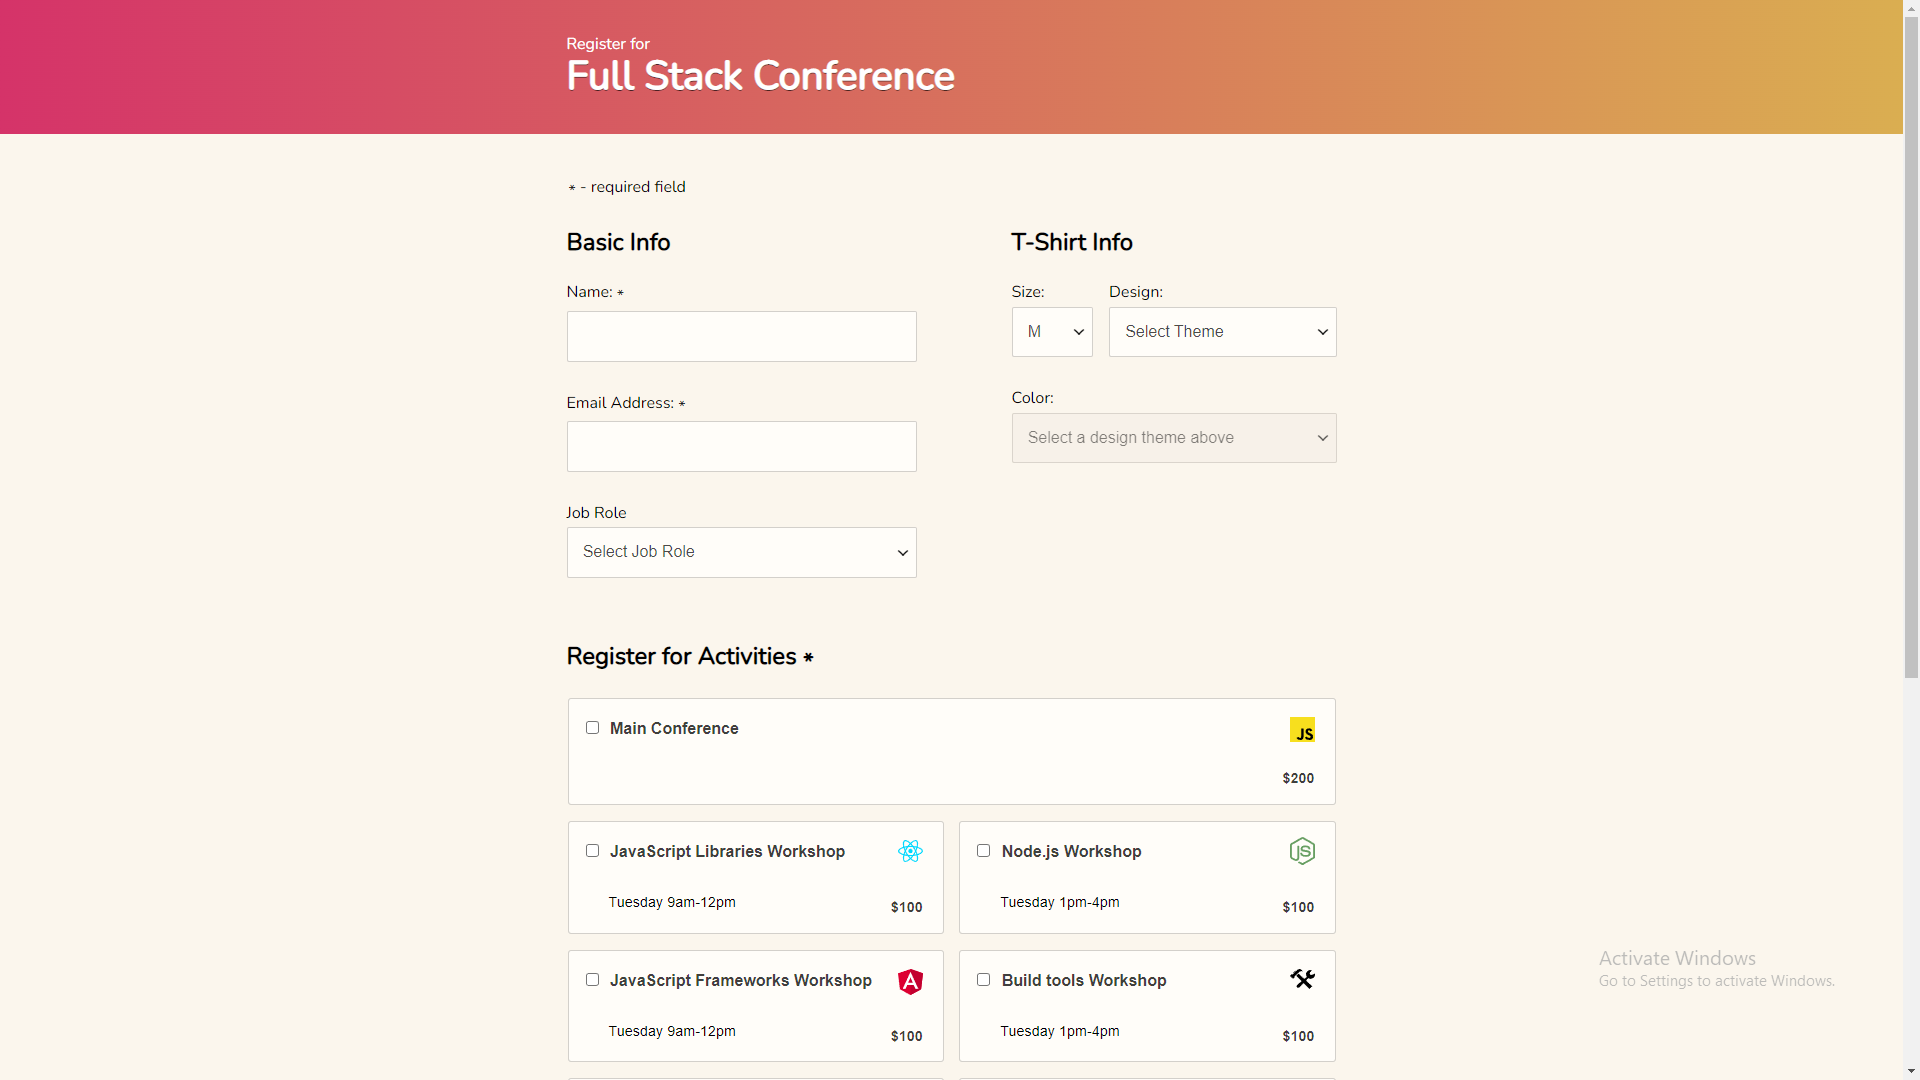 Register for
Full Stack Conference
* - required field
Basic Info
Name: *
Email Address: *
Job Role
Select Job Role
T-Shirt Info
Size:
Design:
M
Select Theme
Color:
Select a design theme above
Register for Activities *
Main Conference
JS
$200
JavaScript Libraries Workshop
Tuesday 9am-12pm
$100
Node.js Workshop
JS
Tuesday 1pm-4pm
$100
JavaScript Frameworks Workshop
A
Tuesday 9am-12pm
$100
Build tools Workshop
Tuesday 1pm-4pm
$100
Activate Windows
Go to Settings to activate Windows.